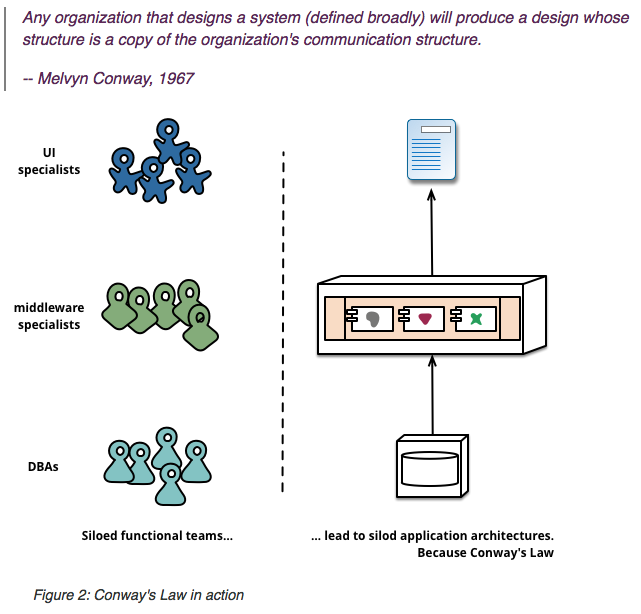 Any organization that designs a system (defined broadly) will produce a design whose
structure is a copy of the organization's communication structure.
-- Melvyn Conway, 1967
UI
specialists
middleware
specialists
DBAs
Siloed functional teams...
... lead to silod application architectures.
Because Conway's Law
Figure 2: Conway's Law in action